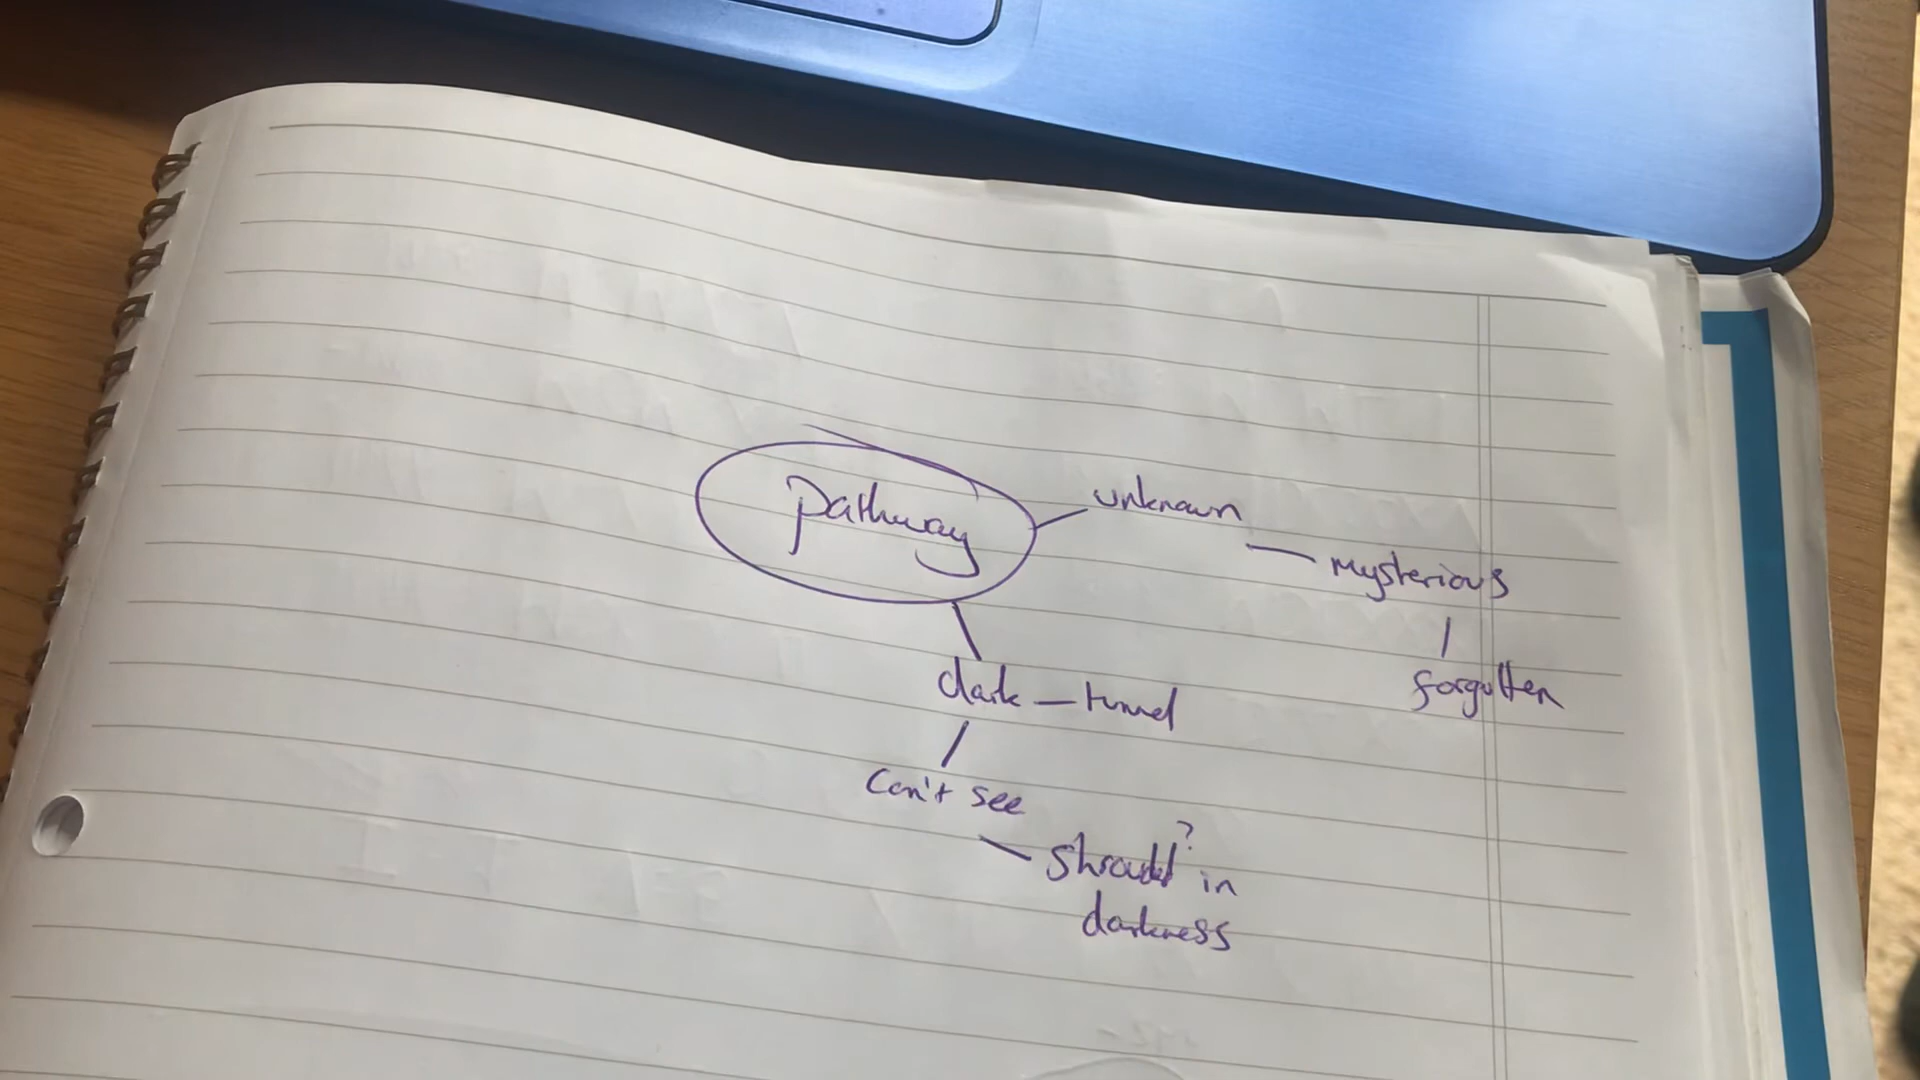 pathway
unknown
mysterious
forgotten
dark – tunnel
Can't see
?
in
darkness